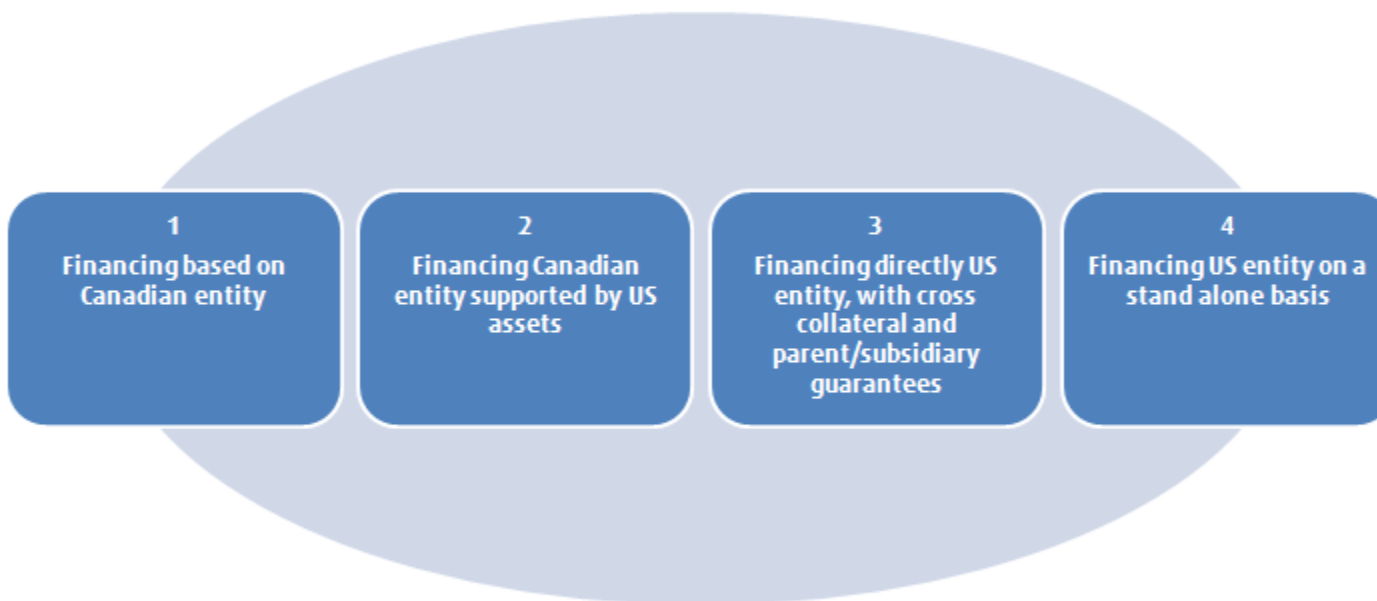 1
Financing based on
Canadian entity
2
Financing Canadian
entity supported by US
assets
3
Financing directly US
entity, with cross
collateral and
parent/subsidiary
guarantees
4
Financing US entity on a
stand alone basis